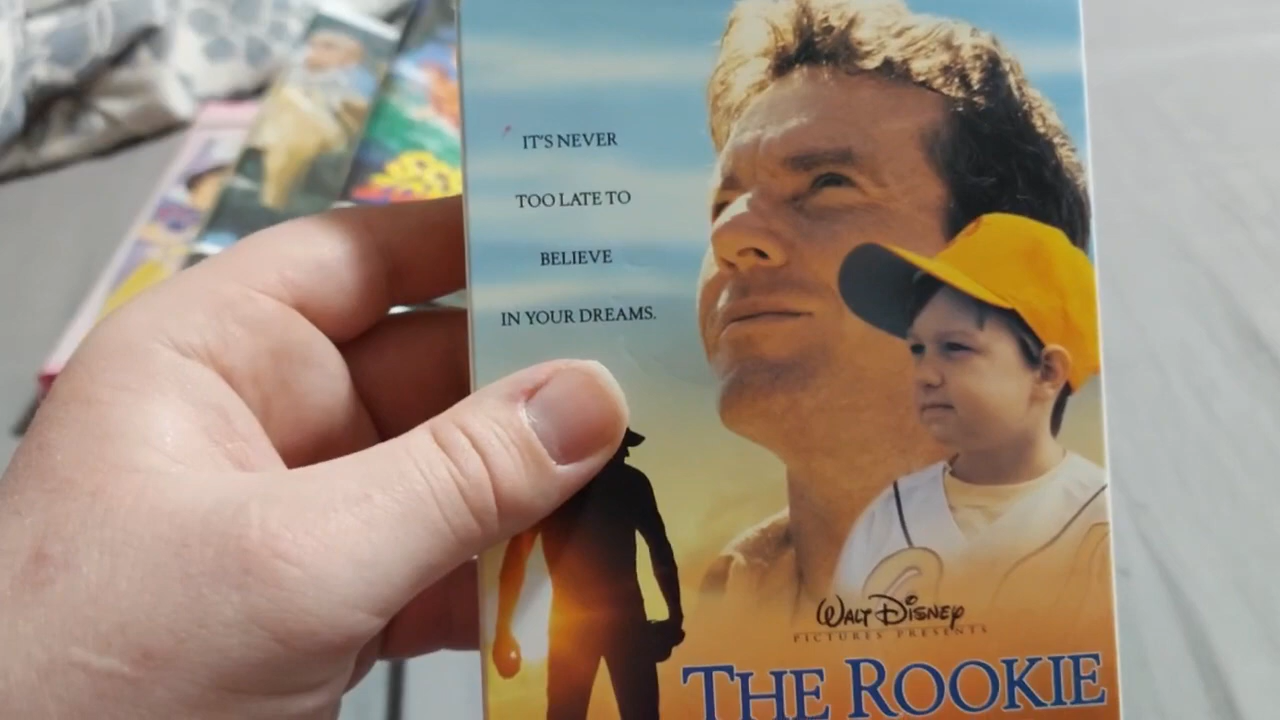 IT'S NEVER
TOO LATE TO
BELIEVE
IN YOUR DREAMS.
WALT DISNEY
PICTURES PRESENTS
THE ROOKIE